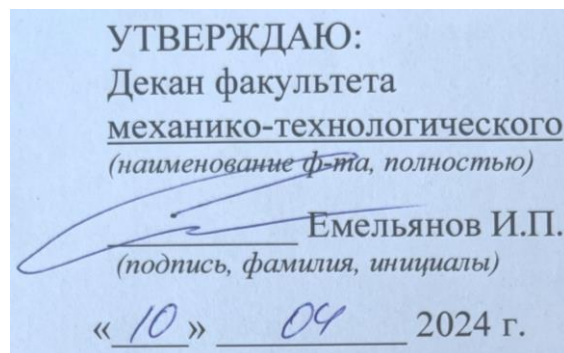 УТВЕРЖДАЮ:
Декан факультета
механико-технологического
(наименование ф-та, полностью)
Емельянов И.П.
(подпись, фамилия, инициалы)
«10» 04 2024 г.